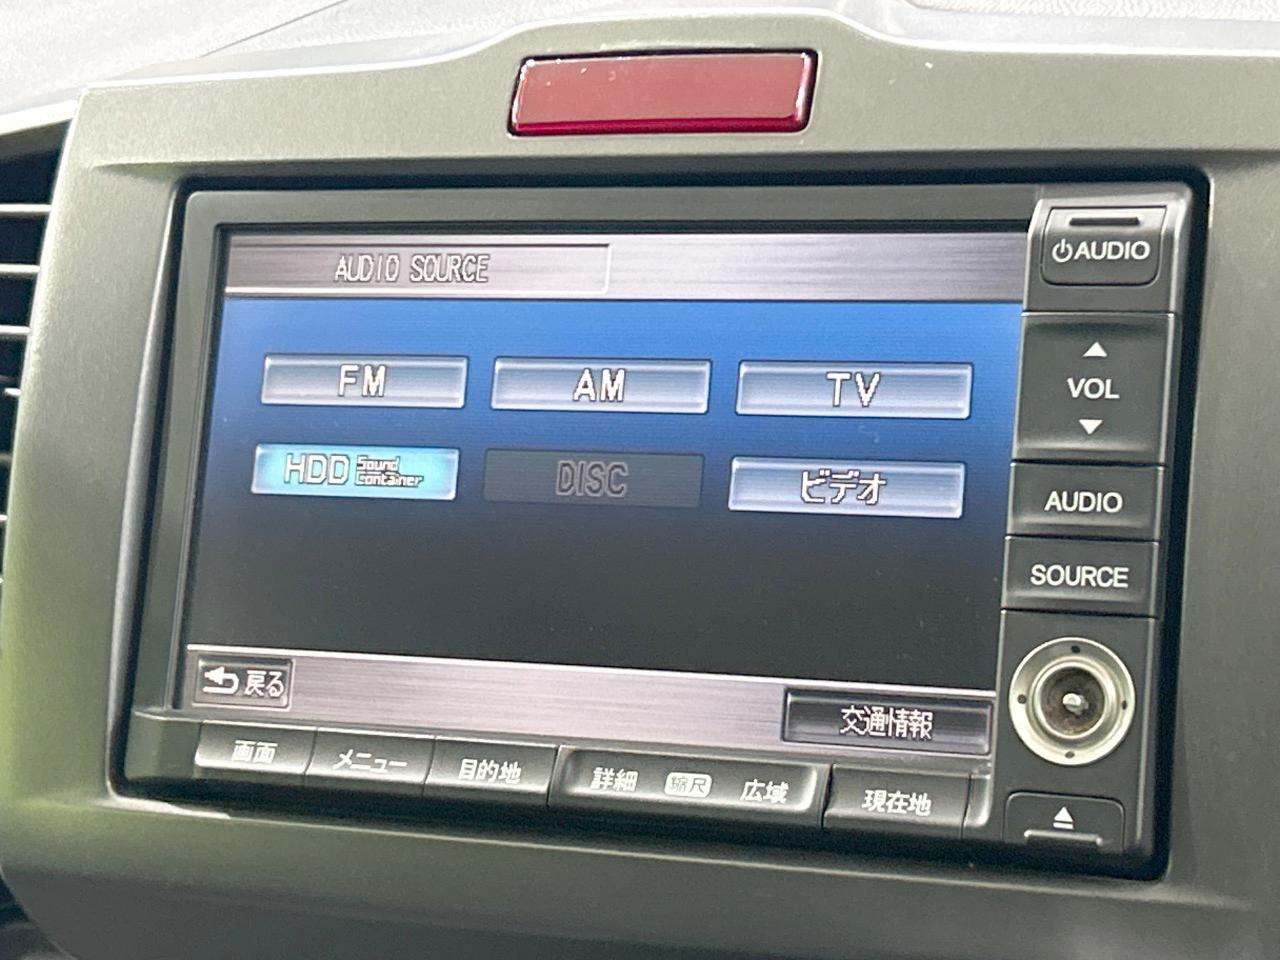 AUDIO SOURCE
FM AM TV
HDD Sound Container DISC ビデオ
戻る
交通情報
AUDIO
VOL
AUDIO
SOURCE
画面 メニュー 目的地 詳細 縮尺 広域 現在地